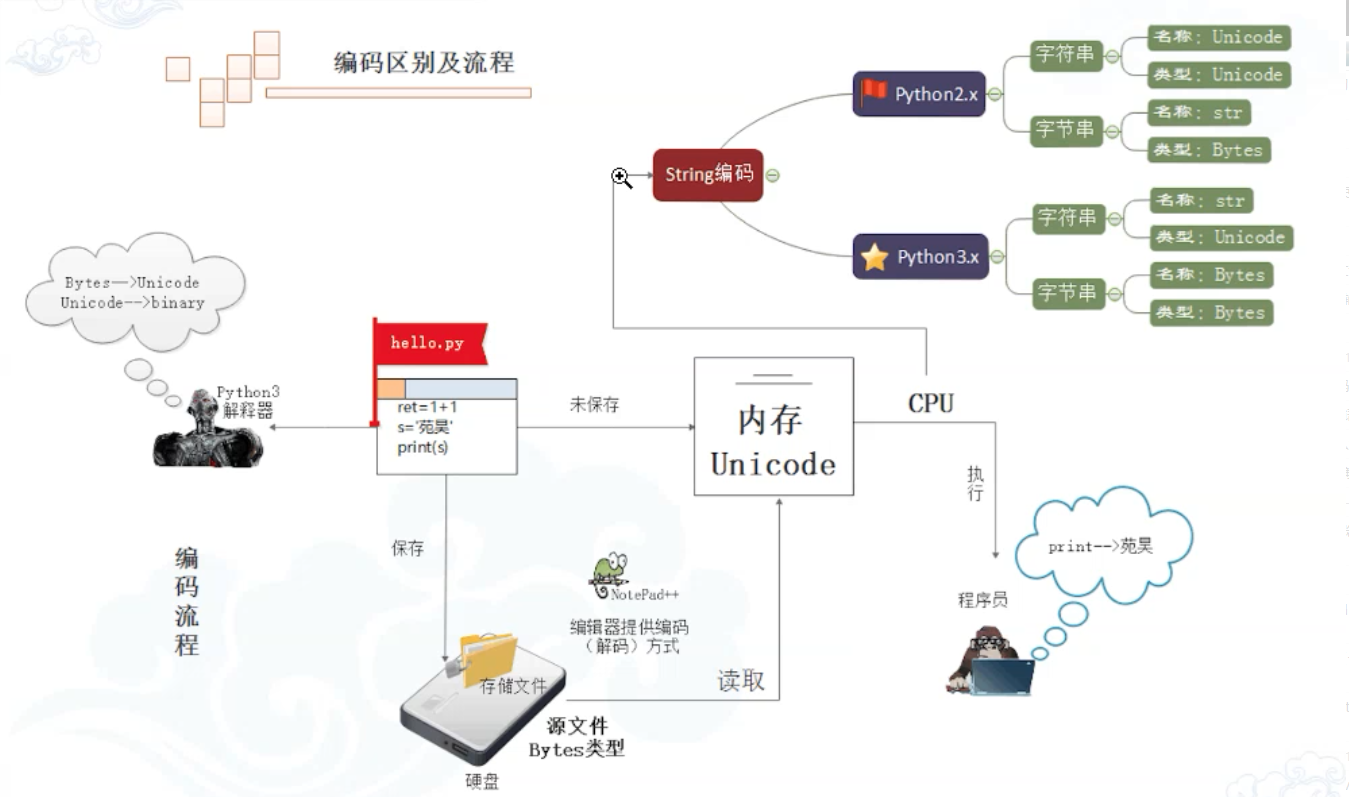 编码区别及流程
String编码
Python2.x
字符串
名称: Unicode
类型: Unicode
字节串
名称: str
类型: Bytes
Python3.x
字符串
名称: str
类型: Unicode
字节串
名称: Bytes
类型: Bytes
Bytes—>Unicode
Unicode-->binary
Python3
解释器
hello.py
ret=1+1
s='苑昊'
print(s)
未保存
内存
Unicode
CPU
执行
print-->苑昊
程序员
保存
编码流程
NotePad++
编辑器提供编码
（解码）方式
读取
存储文件
源文件
Bytes类型
硬盘